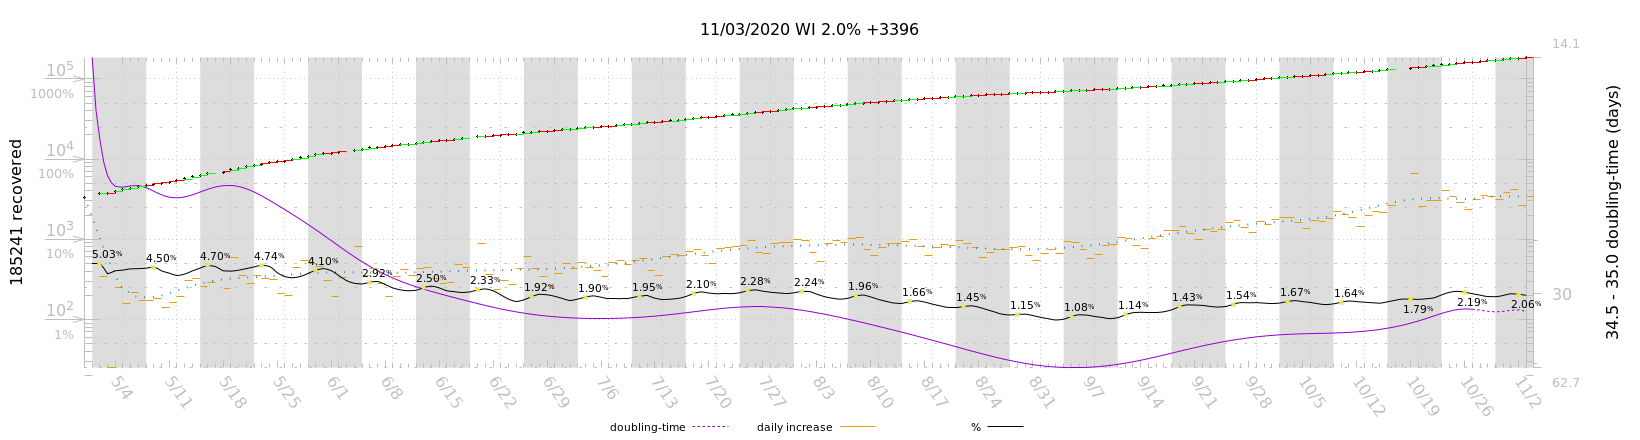 11/03/2020 WI 2.0% +3396
14.1
10⁵
1000%
10⁴
100%
10³
10%
10²
1%
185241 recovered
5.03% 4.50% 4.70% 4.74% 4.10% 2.92% 2.50% 2.33% 1.92% 1.90% 1.95% 2.10% 2.28% 2.24% 1.96% 1.66% 1.45% 1.15% 1.08% 1.14% 1.43% 1.54% 1.67% 1.64% 1.79% 2.19% 2.06%
30
34.5 - 35.0 doubling-time (days)
62.7
5/4 5/11 5/18 5/25 6/1 6/8 6/15 6/22 6/29 7/6 7/13 7/20 7/27 8/3 8/10 8/17 8/24 8/31 9/7 9/14 9/21 9/28 10/5 10/12 10/19 10/26 11/2
doubling-time daily increase %